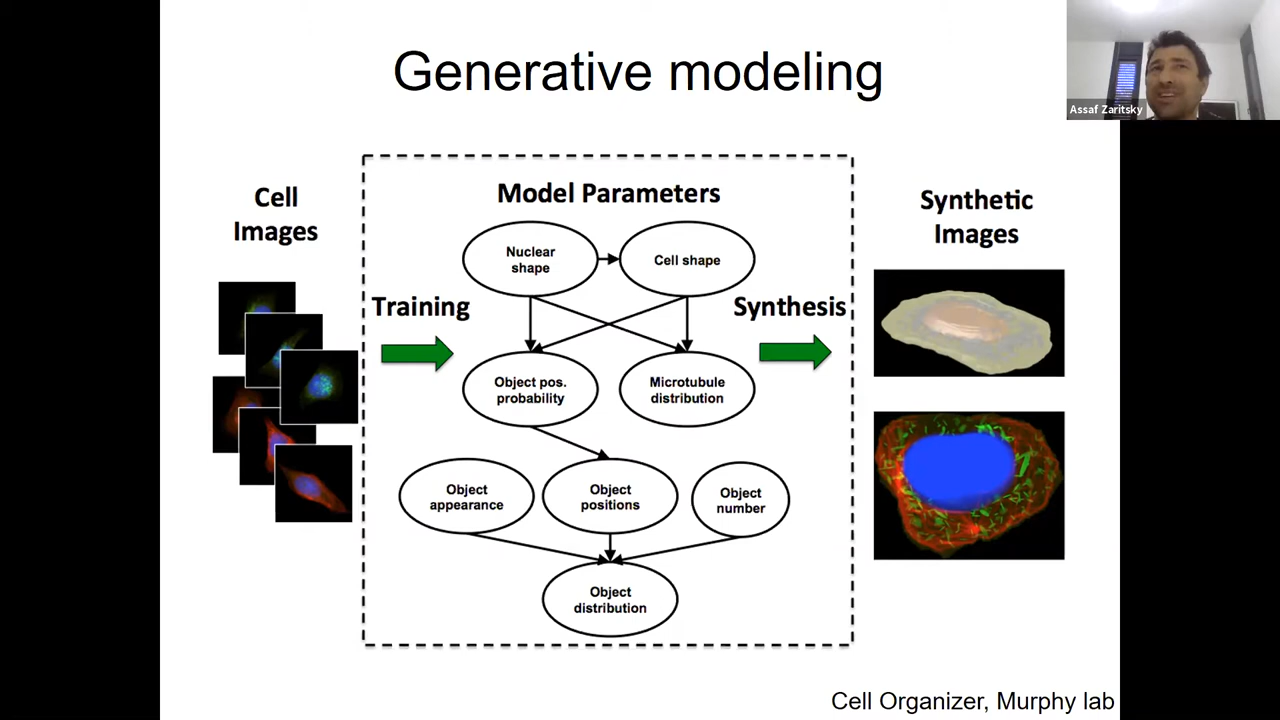 Generative modeling
Assaf Zaritsky
Cell
Images
Model Parameters
Synthetic
Images
Nuclear
shape
Cell shape
Training
Synthesis
Object pos.
probability
Microtubule
distribution
Object
appearance
Object
positions
Object
number
Object
distribution
Cell Organizer, Murphy lab